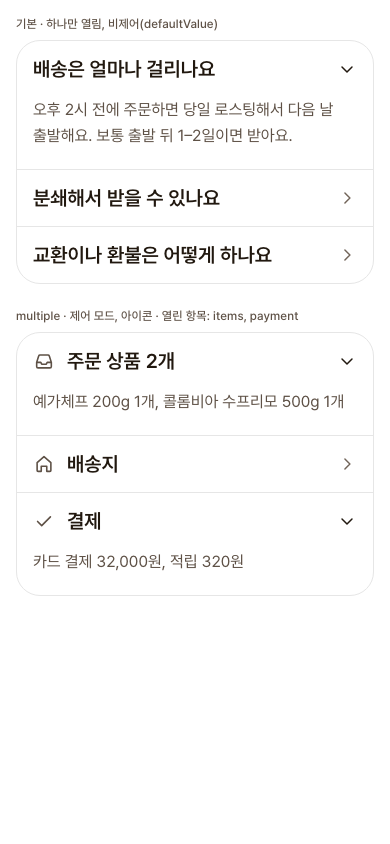 기본 · 하나만 열림, 비제어(defaultValue)
배송은 얼마나 걸리나요
오후 2시 전에 주문하면 당일 로스팅해서 다음 날
출발해요. 보통 출발 뒤 1–2일이면 받아요.
분쇄해서 받을 수 있나요
교환이나 환불은 어떻게 하나요
multiple · 제어 모드, 아이콘 · 열린 항목: items, payment
주문 상품 2개
예가체프 200g 1개, 콜롬비아 수프리모 500g 1개
배송지
결제
카드 결제 32,000원, 적립 320원